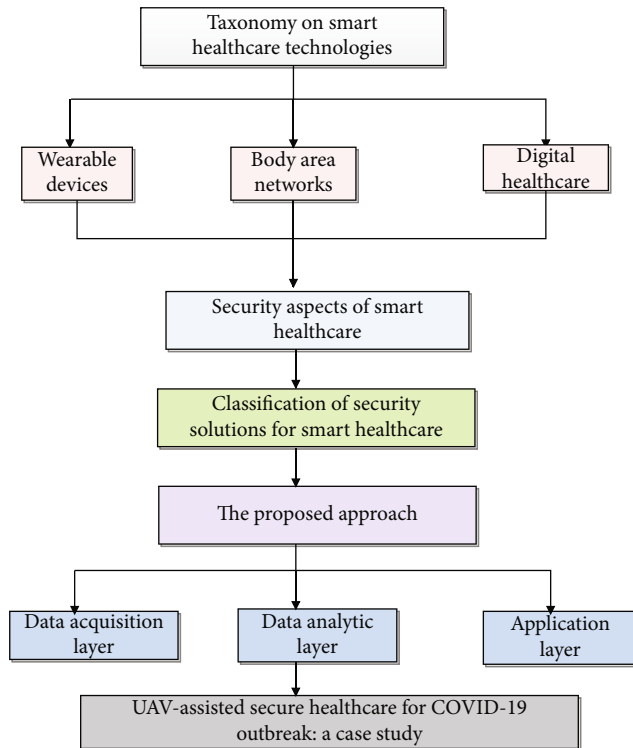 Taxonomy on smart
healthcare technologies
Wearable
devices
Body area
networks
Digital
healthcare
Security aspects of smart
healthcare
Classification of security
solutions for smart healthcare
The proposed approach
Data acquisition
layer
Data analytic
layer
Application
layer
UAV-assisted secure healthcare for COVID-19
outbreak: a case study